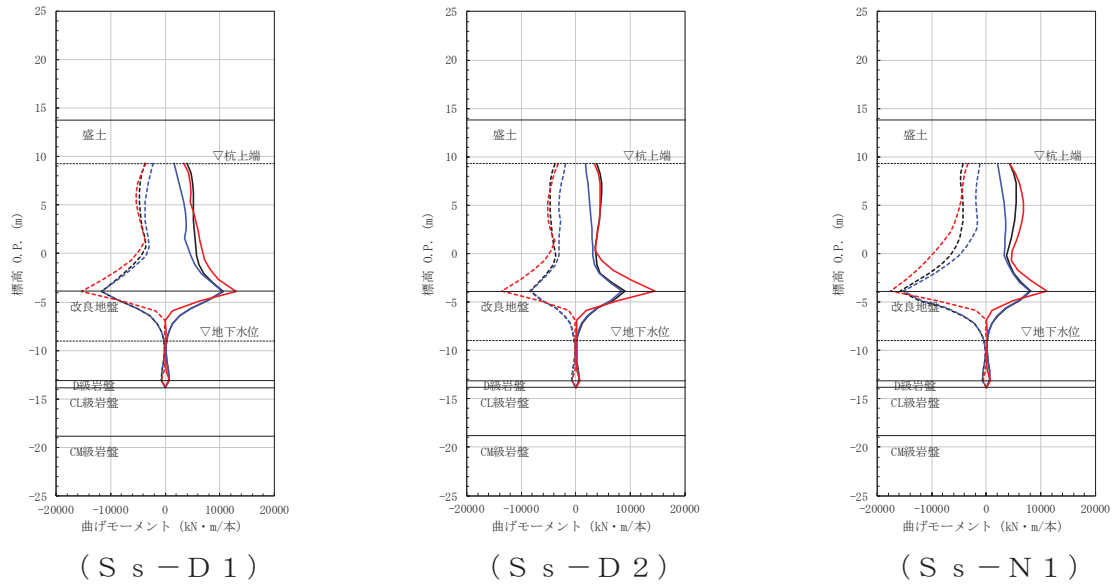 25
20
15
10
5
0
-5
-10
-15
-20
-25
標高 O.P. (m)
盛土
▽杭上端
改良地盤
▽地下水位
D級岩盤
CL級岩盤
CM級岩盤
-20000 -10000 0 10000 20000
曲げモーメント (kN・m/本)
(Ss-D1)
25
20
15
10
5
0
-5
-10
-15
-20
-25
標高 O.P. (m)
盛土
▽杭上端
改良地盤
▽地下水位
D級岩盤
CL級岩盤
CM級岩盤
-20000 -10000 0 10000 20000
曲げモーメント (kN・m/本)
(Ss-D2)
25
20
15
10
5
0
-5
-10
-15
-20
-25
標高 O.P. (m)
盛土
▽杭上端
改良地盤
▽地下水位
D級岩盤
CL級岩盤
CM級岩盤
-20000 -10000 0 10000 20000
曲げモーメント (kN・m/本)
(Ss-N1)